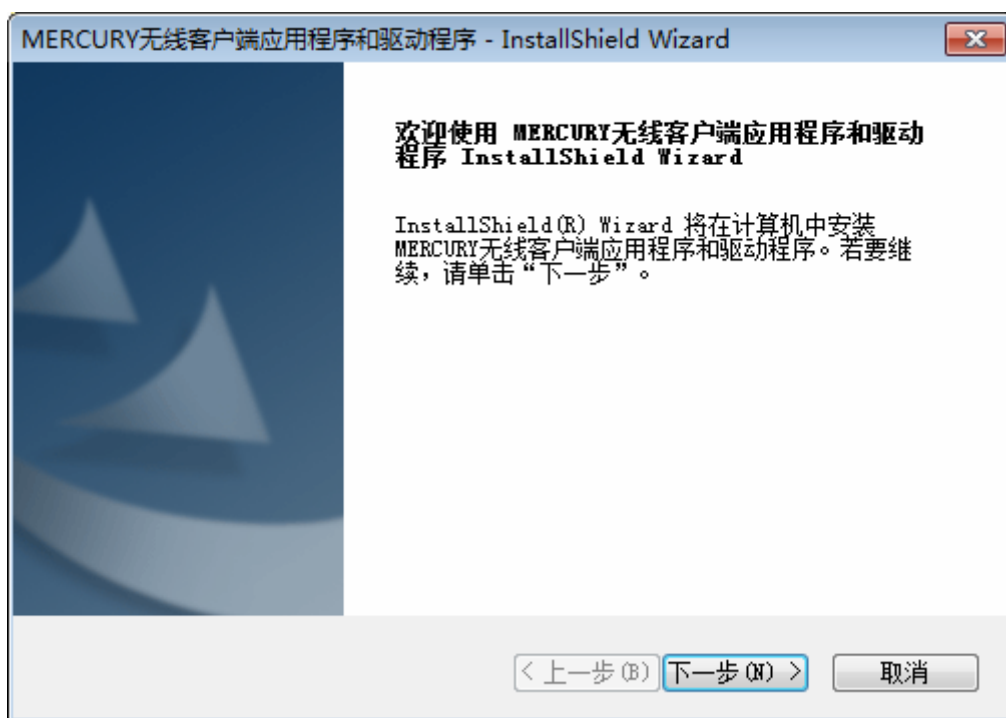 MERCURY无线客户端应用程序和驱动程序 - InstallShield Wizard
欢迎使用 MERCURY无线客户端应用程序和驱动
程序 InstallShield Wizard
InstallShield(R) Wizard 将在计算机中安装
MERCURY无线客户端应用程序和驱动程序。若要继
续，请单击“下一步”。
< 上一步(B) 下一步(N) > 取消